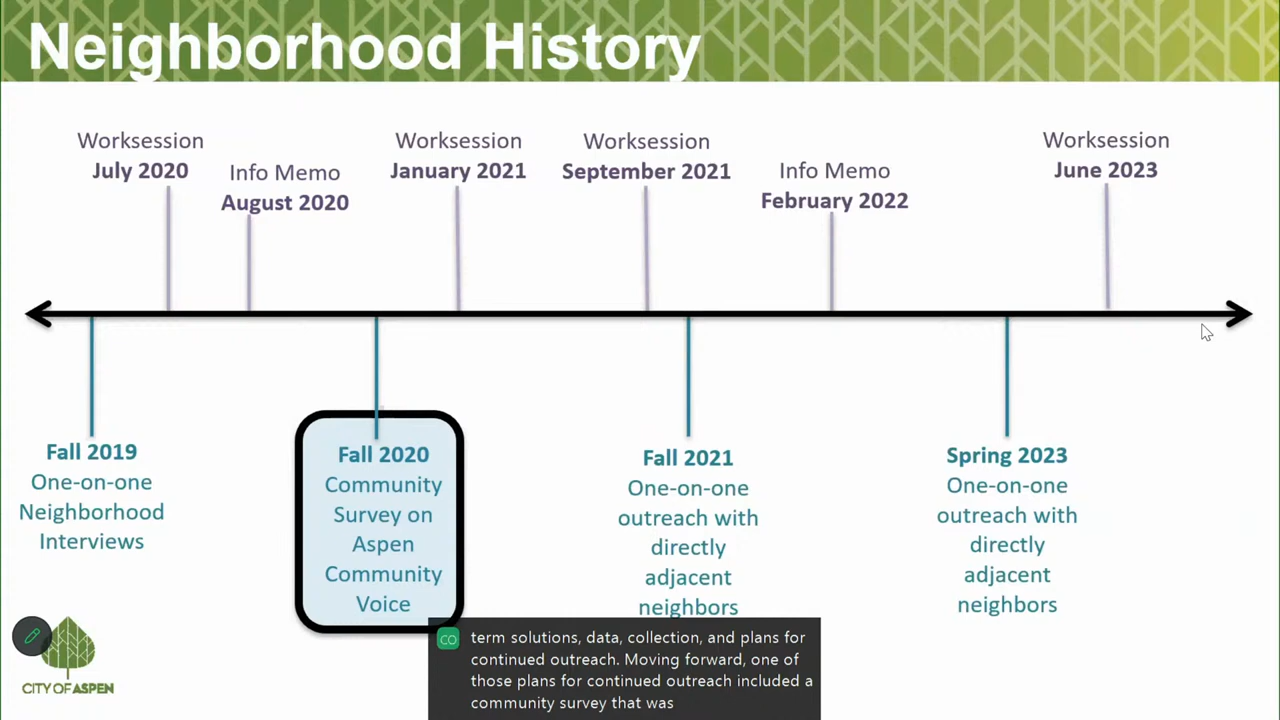 Neighborhood History
Worksession
July 2020
Info Memo
August 2020
Worksession
January 2021
Worksession
September 2021
Info Memo
February 2022
Worksession
June 2023
Fall 2019
One-on-one
Neighborhood
Interviews
Fall 2020
Community
Survey on
Aspen
Community
Voice
Fall 2021
One-on-one
outreach with
directly
adjacent
neighbors
Spring 2023
One-on-one
outreach with
directly
adjacent
neighbors
CITY OF ASPEN
CO
term solutions, data, collection, and plans for
continued outreach. Moving forward, one of
those plans for continued outreach included a
community survey that was